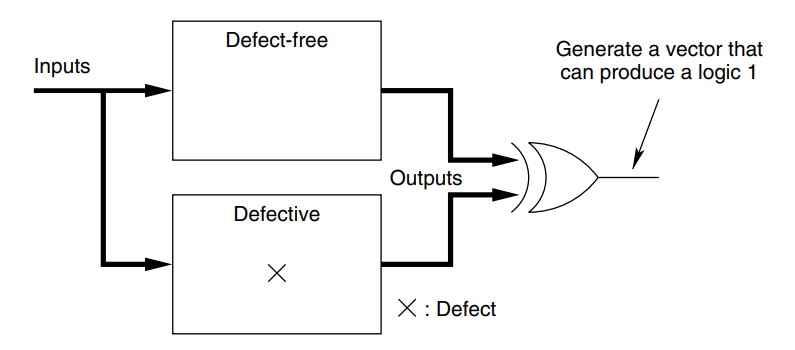 Defect-free
Inputs
Generate a vector that
can produce a logic 1
Outputs
Defective
: Defect